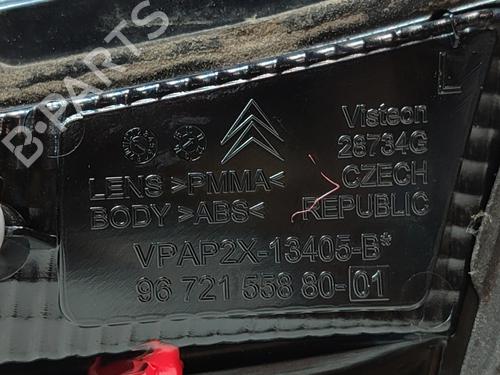 B-PARTS
L
Visteon
28734G
LENS >PMMA< CZECH
BODY >ABS< REPUBLIC
VPAP2X-13405-B*
96 721 558 80-01